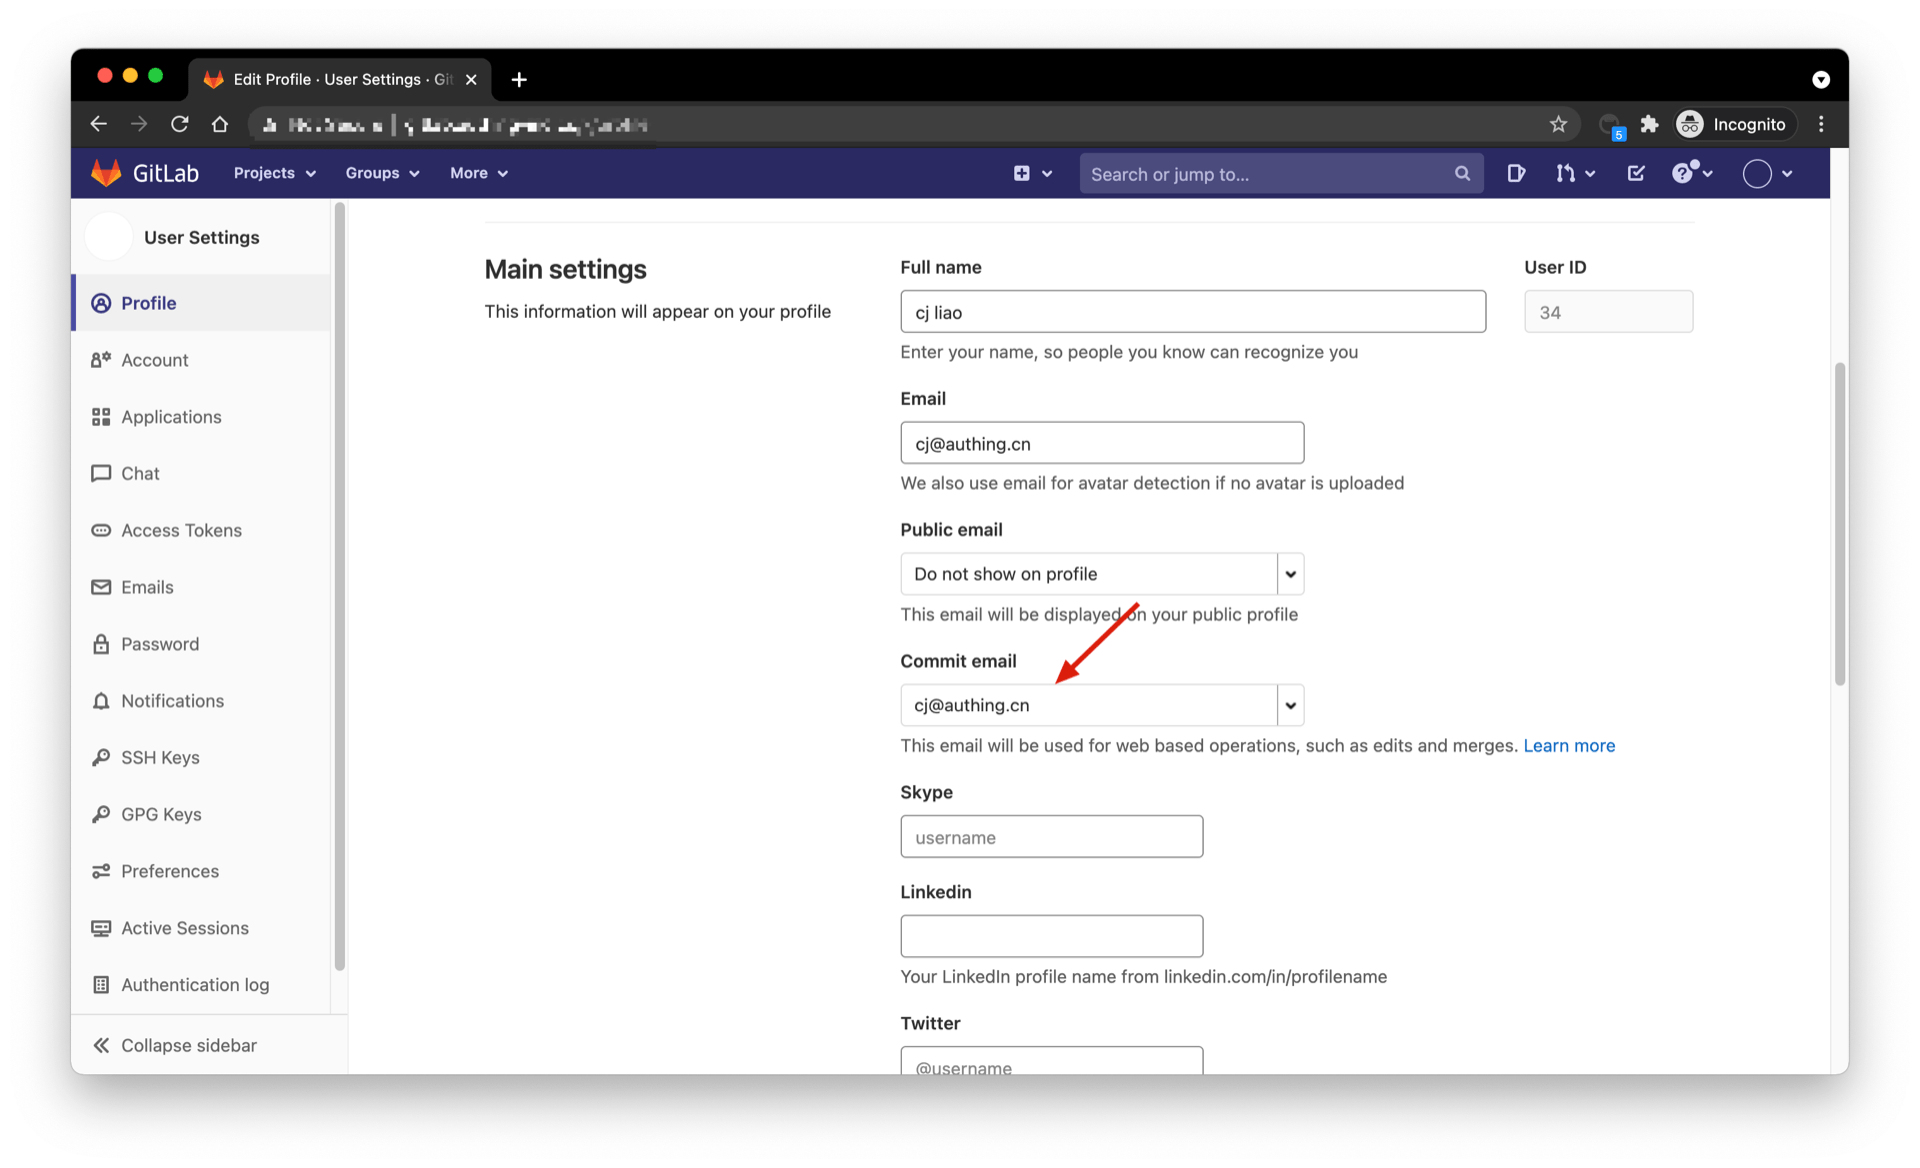 Edit Profile · User Settings · Git
5
Incognito
GitLab
Projects
Groups
More
Search or jump to...
User Settings
Profile
Account
Applications
Chat
Access Tokens
Emails
Password
Notifications
SSH Keys
GPG Keys
Preferences
Active Sessions
Authentication log
Collapse sidebar
Main settings
This information will appear on your profile
Full name
cj liao
Enter your name, so people you know can recognize you
User ID
34
Email
cj@authing.cn
We also use email for avatar detection if no avatar is uploaded
Public email
Do not show on profile
This email will be displayed on your public profile
Commit email
cj@authing.cn
This email will be used for web based operations, such as edits and merges. Learn more
Skype
username
Linkedin
Your LinkedIn profile name from linkedin.com/in/profilename
Twitter
@username